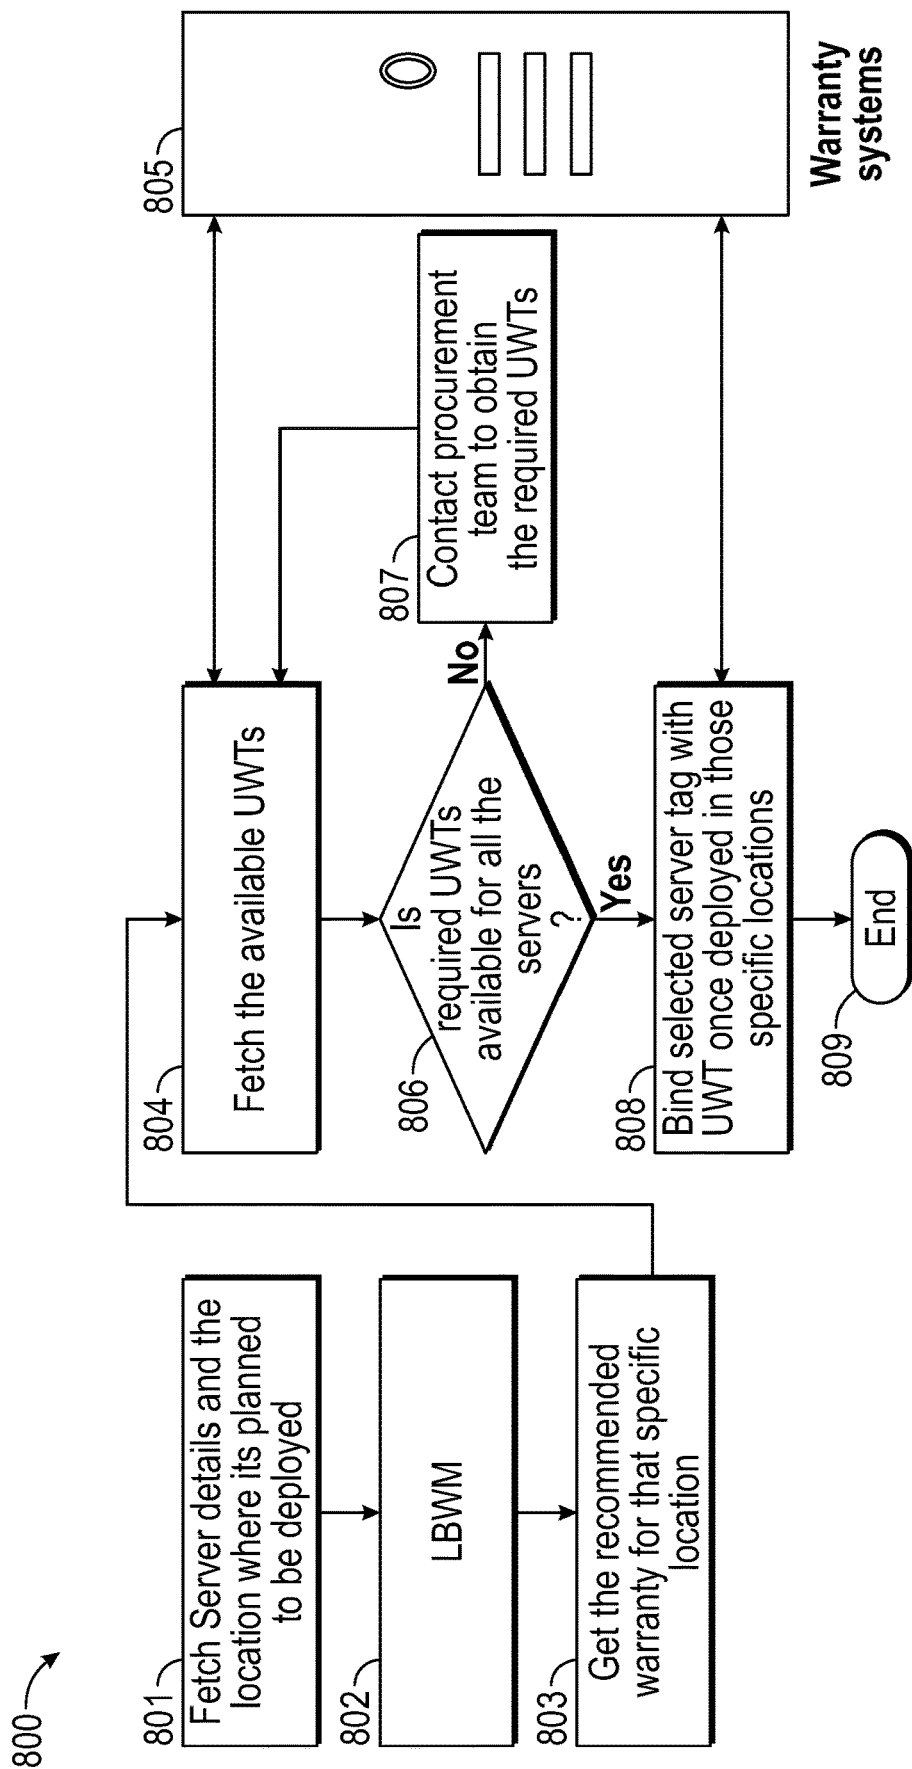 800
801
Fetch Server details and the
location where its planned
to be deployed
802
LBWM
803
Get the recommended
warranty for that specific
location
804
Fetch the available UWTs
806
Is
required UWTs
available for all the
servers
?
No
Yes
807
Contact procurement
team to obtain
the required UWTs
808
Bind selected server tag with
UWT once deployed in those
specific locations
809
End
805
Warranty
systems